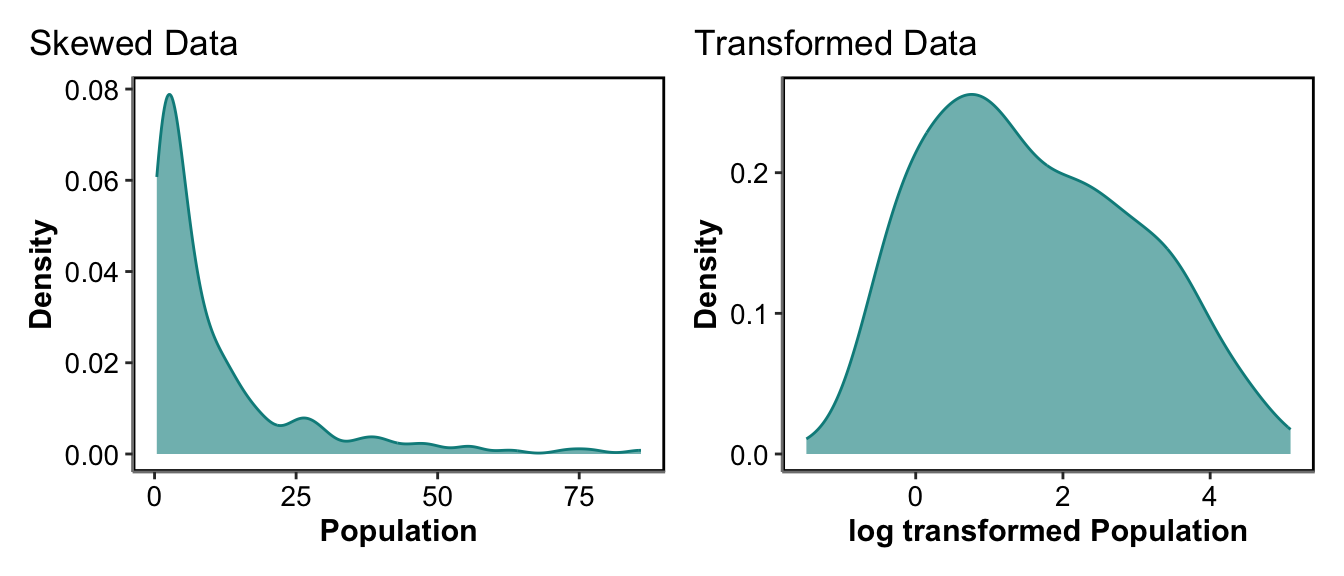 Skewed Data
0.08
0.06
0.04
0.02
0.00
Density
0
25
50
75
Population
Transformed Data
0.2
0.1
0.0
Density
0
2
4
log transformed Population